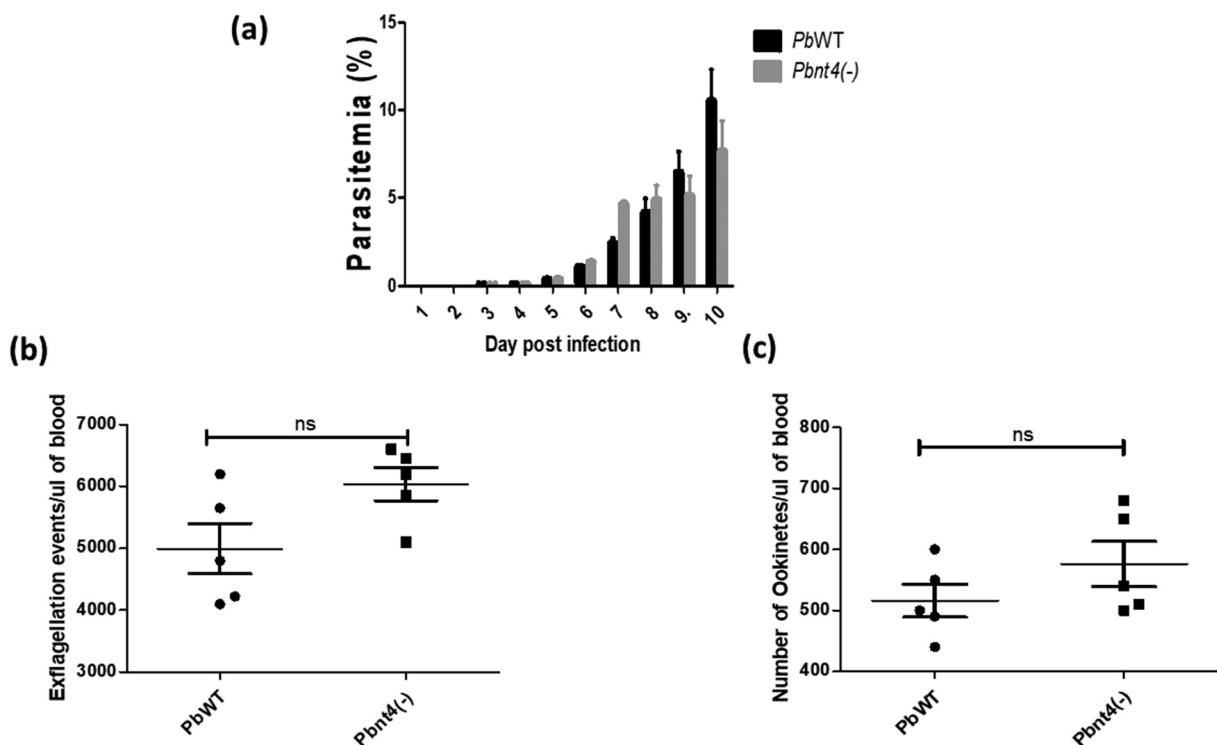 (a)
Parasitemia (%)
15
10
5
0
1 2 3 4 5 6 7 8 9. 10
Day post infection
PbWT
Pbnt4(-)
(b)
Exflagellation events/ul of blood
7000
6000
5000
4000
3000
ns
PbWT
Pbnt4(-)
(c)
Number of Ookinetes/ul of blood
800
700
600
500
400
ns
PbWT
Pbnt4(-)